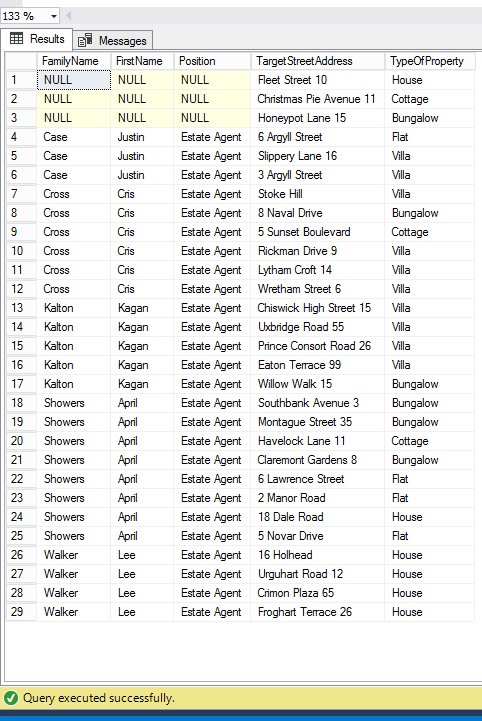 133 %
Results Messages
FamilyName FirstName Position TargetStreetAddress TypeOfProperty
1 NULL NULL NULL Fleet Street 10 House
2 NULL NULL NULL Christmas Pie Avenue 11 Cottage
3 NULL NULL NULL Honeypot Lane 15 Bungalow
4 Case Justin Estate Agent 6 Argyll Street Flat
5 Case Justin Estate Agent Slippery Lane 16 Villa
6 Case Justin Estate Agent 3 Argyll Street Villa
7 Cross Cris Estate Agent Stoke Hill Villa
8 Cross Cris Estate Agent 8 Naval Drive Bungalow
9 Cross Cris Estate Agent 5 Sunset Boulevard Cottage
10 Cross Cris Estate Agent Rickman Drive 9 Villa
11 Cross Cris Estate Agent Lytham Croft 14 Villa
12 Cross Cris Estate Agent Wretham Street 6 Villa
13 Kalton Kagan Estate Agent Chiswick High Street 15 Villa
14 Kalton Kagan Estate Agent Uxbridge Road 55 Villa
15 Kalton Kagan Estate Agent Prince Consort Road 26 Villa
16 Kalton Kagan Estate Agent Eaton Terrace 99 Villa
17 Kalton Kagan Estate Agent Willow Walk 15 Bungalow
18 Showers April Estate Agent Southbank Avenue 3 Bungalow
19 Showers April Estate Agent Montague Street 35 Bungalow
20 Showers April Estate Agent Havelock Lane 11 Cottage
21 Showers April Estate Agent Claremont Gardens 8 Bungalow
22 Showers April Estate Agent 6 Lawrence Street Flat
23 Showers April Estate Agent 2 Manor Road Flat
24 Showers April Estate Agent 18 Dale Road House
25 Showers April Estate Agent 5 Novar Drive Flat
26 Walker Lee Estate Agent 16 Holhead House
27 Walker Lee Estate Agent Urguhart Road 12 House
28 Walker Lee Estate Agent Crimon Plaza 65 House
29 Walker Lee Estate Agent Froghart Terrace 26 House
Query executed successfully.